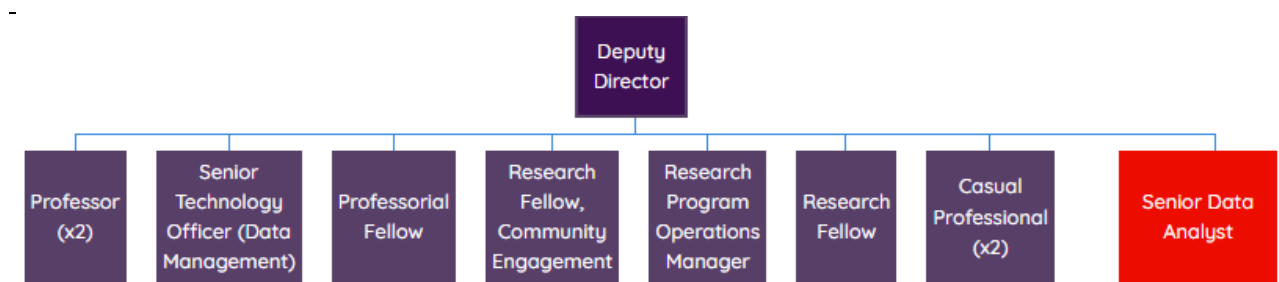 -
Deputy
Director
Professor
(x2)
Senior
Technology
Officer (Data
Management)
Professorial
Fellow
Research
Fellow,
Community
Engagement
Research
Program
Operations
Manager
Research
Fellow
Casual
Professional
(x2)
Senior Data
Analyst